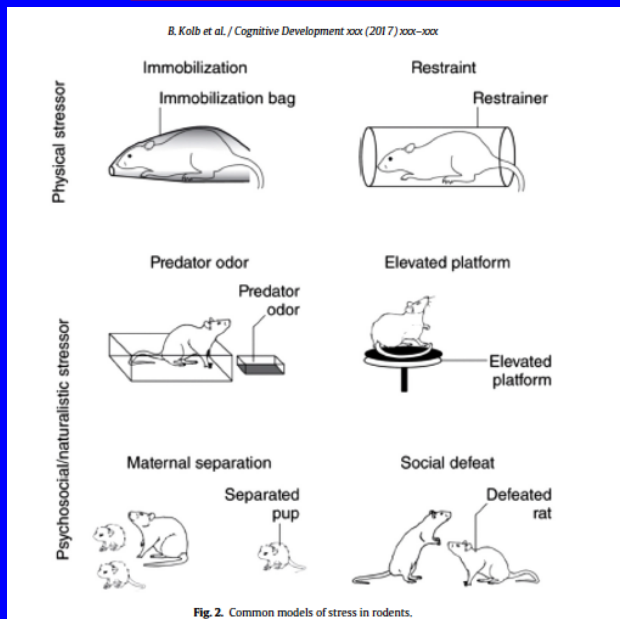 B. Kolb et al. / Cognitive Development xxx (2017) xxx–xxx
Physical stressor
Immobilization
Immobilization bag
Restraint
Restrainer
Psychosocial/naturalistic stressor
Predator odor
Predator
odor
Elevated platform
Elevated
platform
Maternal separation
Separated
pup
Social defeat
Defeated
rat
Fig. 2. Common models of stress in rodents.